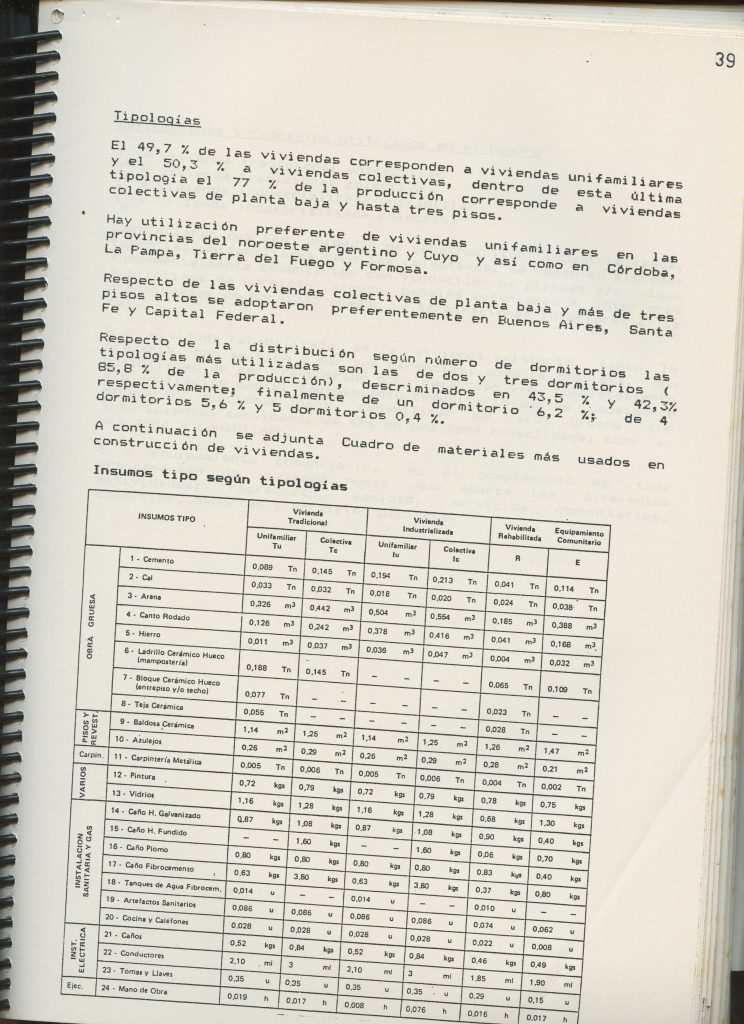 39
Tipologías
El 49,7 % de las viviendas corresponden a viviendas unifamiliares
y el 50,3 % a viviendas colectivas, dentro de esta última
tipología el 77 % de la producción corresponde a viviendas
colectivas de planta baja y hasta tres pisos.
Hay utilización preferente de viviendas unifamiliares en las
provincias del noroeste argentino y Cuyo y así como en Córdoba,
La Pampa, Tierra del Fuego y Formosa.
Respecto de las viviendas colectivas de planta baja y más de tres
pisos altos se adoptaron preferentemente en Buenos Aires, Santa
Fe y Capital Federal.
Respecto de la distribución según número de dormitorios las
tipologías más utilizadas son las de dos y tres dormitorios (
85,8 % de la producción), descriminados en 43,5 % y 42,3%
respectivamente; finalmente de un dormitorio 6,2 %; de 4
dormitorios 5,6 % y 5 dormitorios 0,4 %.
A continuación se adjunta Cuadro de materiales más usados en
construcción de viviendas.
Insumos tipo según tipologías
INSUMOS TIPO Vivienda Tradicional Vivienda Industrializada Vivienda Rehabilitada Equipamiento Comunitario
Unifamiliar Tu Colectiva Tc Unifamiliar Iu Colectiva Ic R E
OBRA GRUESA
1 - Cemento 0,089 Tn 0,145 Tn 0,194 Tn 0,213 Tn 0,041 Tn 0,114 Tn
2 - Cal 0,033 Tn 0,032 Tn 0,018 Tn 0,020 Tn 0,024 Tn 0,038 Tn
3 - Arena 0,326 m³ 0,442 m³ 0,504 m³ 0,554 m³ 0,185 m³ 0,388 m³
4 - Canto Rodado 0,126 m³ 0,242 m³ 0,378 m³ 0,416 m³ 0,041 m³ 0,168 m³
5 - Hierro 0,011 m³ 0,037 m³ 0,036 m³ 0,047 m³ 0,004 m³ 0,032 m³
6 - Ladrillo Cerámico Hueco (mampostería) 0,188 Tn 0,145 Tn – – – – 0,065 Tn 0,109 Tn
7 - Bloque Cerámico Hueco (entrepiso y/o techo) 0,077 Tn – – – – – – 0,023 Tn – –
8 - Teja Cerámica 0,055 Tn – – – – – – 0,028 Tn – –
PISOS Y REVEST.
9 - Baldosa Cerámica 1,14 m² 1,25 m² 1,14 m² 1,25 m² 1,26 m² 1,47 m²
10 - Azulejos 0,26 m² 0,29 m² 0,26 m² 0,29 m² 0,28 m² 0,21 m²
Carpin. 11 - Carpintería Metálica 0,005 Tn 0,006 Tn 0,005 Tn 0,006 Tn 0,004 Tn 0,002 Tn
VARIOS
12 - Pintura 0,72 kgs 0,79 kgs 0,72 kgs 0,79 kgs 0,78 kgs 0,75 kgs
13 - Vidrios 1,16 kgs 1,28 kgs 1,16 kgs 1,28 kgs 0,68 kgs 1,30 kgs
INSTALACION SANITARIA Y GAS
14 - Caño H. Galvanizado 0,87 kgs 1,08 kgs 0,87 kgs 1,08 kgs 0,90 kgs 0,40 kgs
15 - Caño H. Fundido – – 1,60 kgs – – 1,60 kgs 0,06 kgs 0,70 kgs
16 - Caño Plomo 0,80 kgs 0,80 kgs 0,80 kgs 0,80 kgs 0,83 kgs 0,40 kgs
17 - Caño Fibrocemento 0,63 kgs 3,80 kgs 0,63 kgs 3,80 kgs 0,37 kgs 0,80 kgs
18 - Tanques de Agua Fibrocem. 0,014 u – – 0,014 u – – 0,010 u – –
19 - Artefactos Sanitarios 0,086 u 0,086 u 0,086 u 0,086 u 0,074 u 0,062 u
20 - Cocina y Calefones 0,028 u 0,028 u 0,028 u 0,028 u 0,022 u 0,008 u
INST. ELECTRICA
21 - Caños 0,52 kgs 0,84 kgs 0,52 kgs 0,84 kgs 0,46 kgs 0,49 kgs
22 - Conductores 2,10 ml 3 ml 2,10 ml 3 ml 1,85 ml 1,90 ml
23 - Tomas y Llaves 0,35 u 0,35 u 0,35 u 0,35 u 0,29 u 0,15 u
Ejec. 24 - Mano de Obra 0,019 h 0,017 h 0,008 h 0,076 h 0,016 h 0,017 h